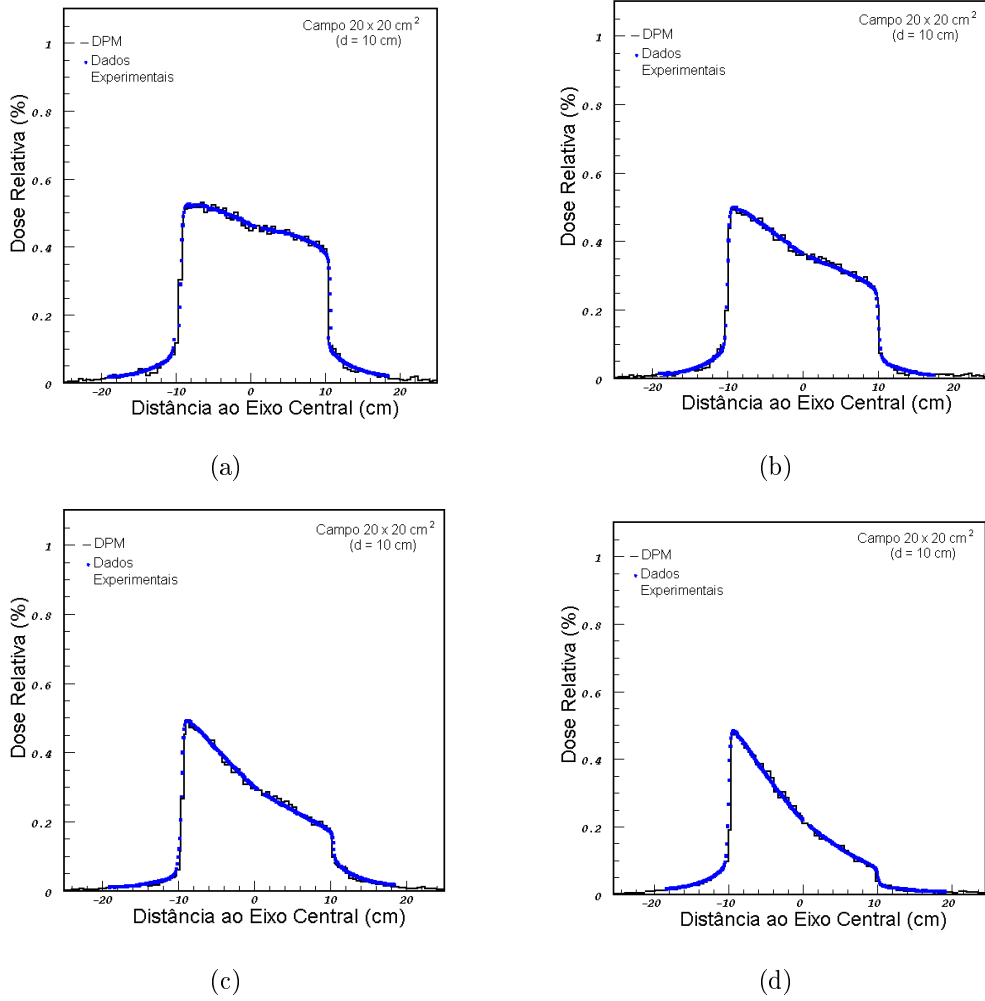 Campo 20 x 20 cm²
(d = 10 cm)
DPM
Dados
Experimentais
Dose Relativa (%)
1
0.8
0.6
0.4
0.2
0
−20
−10
0
10
20
Distância ao Eixo Central (cm)
(a)
Campo 20 x 20 cm²
(d = 10 cm)
DPM
Dados
Experimentais
Dose Relativa (%)
1
0.8
0.6
0.4
0.2
0
−20
−10
0
10
20
Distância ao Eixo Central (cm)
(b)
Campo 20 x 20 cm²
(d = 10 cm)
DPM
Dados
Experimentais
Dose Relativa (%)
1
0.8
0.6
0.4
0.2
0
−20
−10
0
10
20
Distância ao Eixo Central (cm)
(c)
Campo 20 x 20 cm²
(d = 10 cm)
DPM
Dados
Experimentais
Dose Relativa (%)
1
0.8
0.6
0.4
0.2
0
−20
−10
0
10
20
Distância ao Eixo Central (cm)
(d)